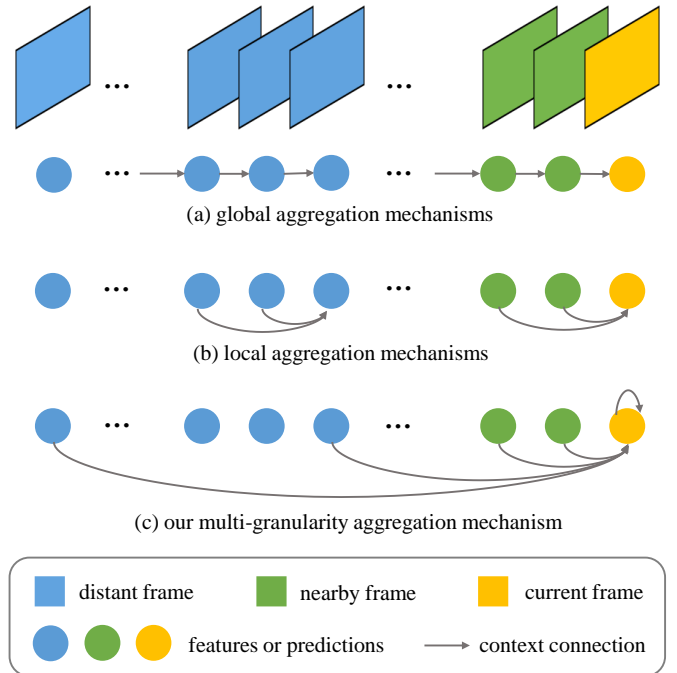 ... ...
... ...
(a) global aggregation mechanisms
... ...
(b) local aggregation mechanisms
... ...
(c) our multi-granularity aggregation mechanism
distant frame nearby frame current frame
features or predictions context connection